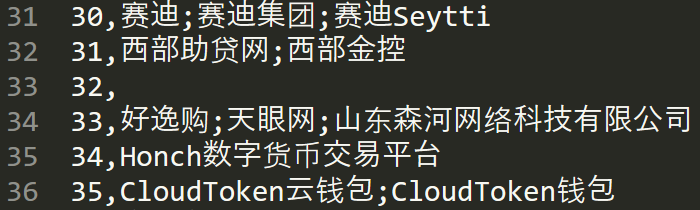 31 30,赛迪;赛迪集团;赛迪Seytti
32 31,西部助贷网;西部金控
33 32,
34 33,好逸购;天眼网;山东森河网络科技有限公司
35 34,Honch数字货币交易平台
36 35,CloudToken云钱包;CloudToken钱包